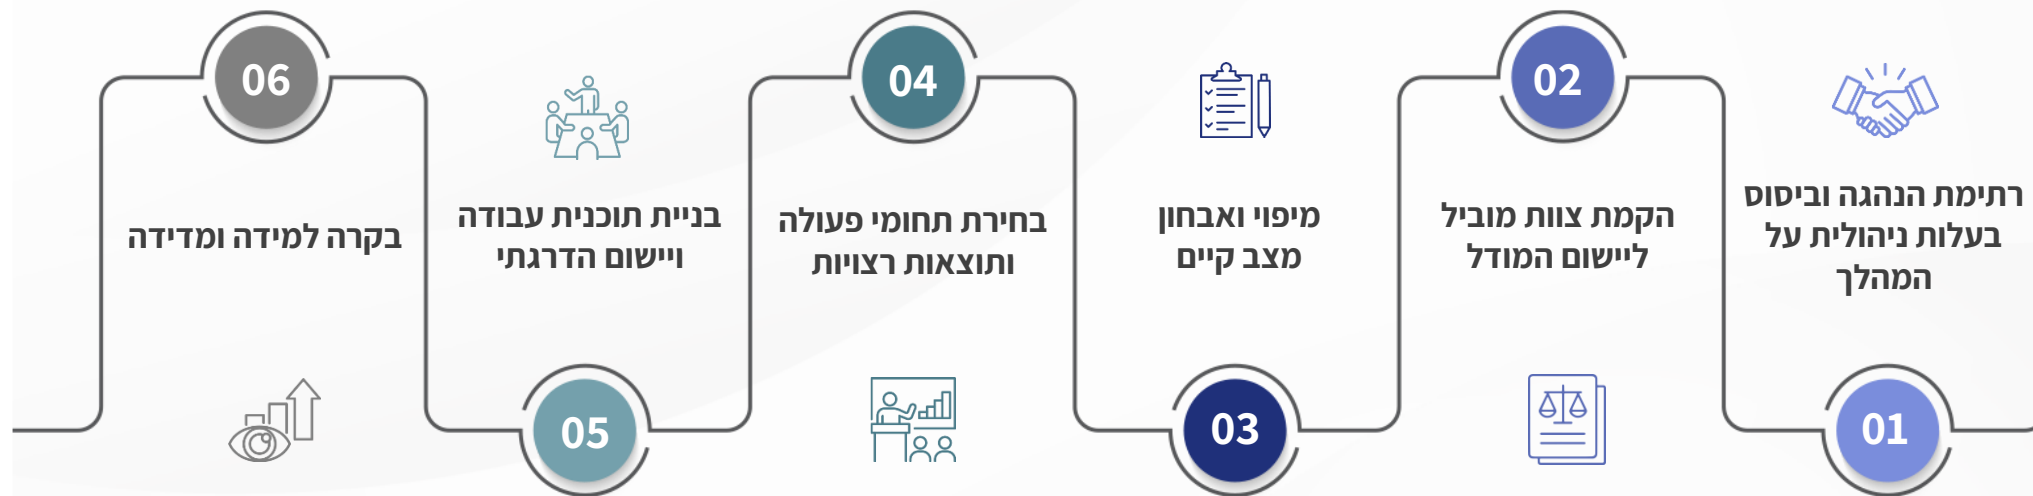 01
רתימת הנהגה וביסוס
בעלות ניהולית על
המהלך
02
הקמת צוות מוביל
ליישום המודל
03
מיפוי ואבחון
מצב קיים
04
בחירת תחומי פעולה
ותוצאות רצויות
05
בניית תוכנית עבודה
ויישום הדרגתי
06
בקרה למידה ומדידה